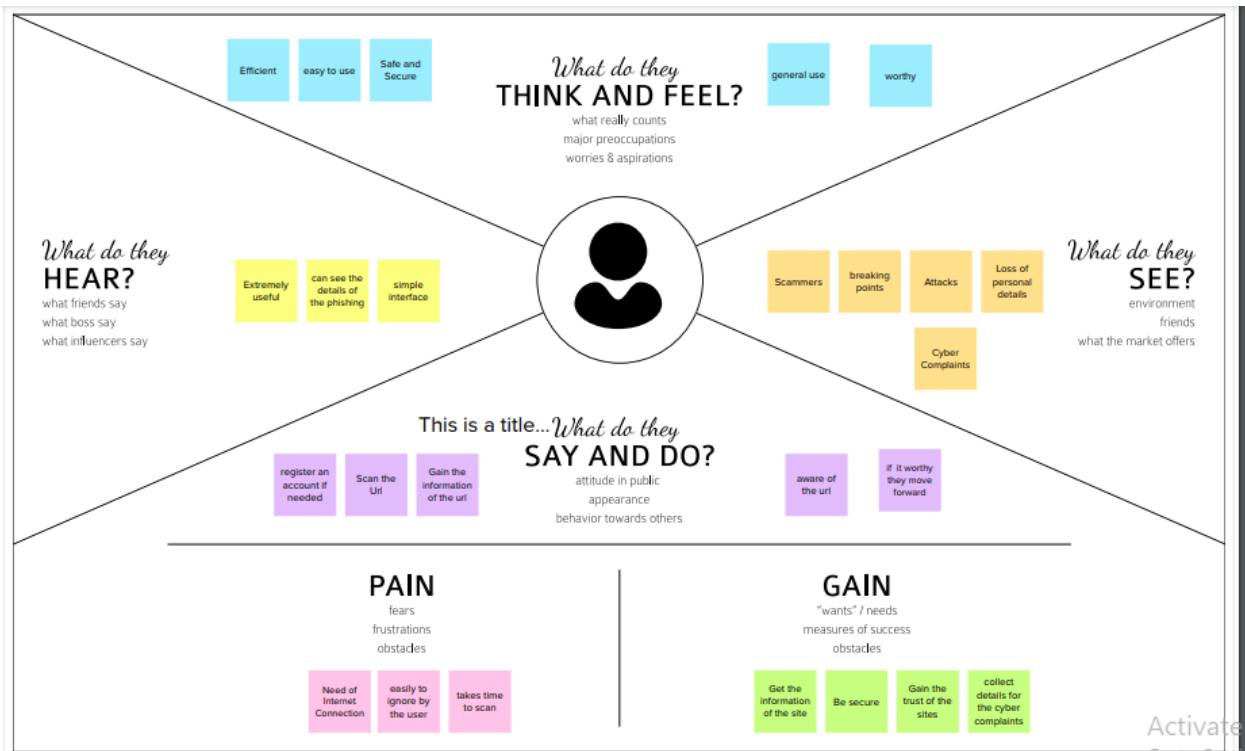 Efficient
easy to use
Safe and
Secure
What do they
THINK AND FEEL?
what really counts
major preoccupations
worries & aspirations
general use
worthy
What do they
HEAR?
what friends say
what boss say
what influencers say
Extremely
useful
can see the
details of
the phishing
simple
interface
Scammers
breaking
points
Attacks
Loss of
personal
details
Cyber
Complaints
What do they
SEE?
environment
friends
what the market offers
This is a title...
What do they
SAY AND DO?
attitude in public
appearance
behavior towards others
register an
account if
needed
Scan the
Url
Gain the
information
of the url
aware of
the url
if it worthy
they move
forward
PAIN
fears
frustrations
obstacles
Need of
Internet
Connection
easily to
ignore by
the user
takes time
to scan
GAIN
"wants" / needs
measures of success
obstacles
Get the
information
of the site
Be secure
Gain the
trust of the
sites
collect
details for
the cyber
complaints
Activate